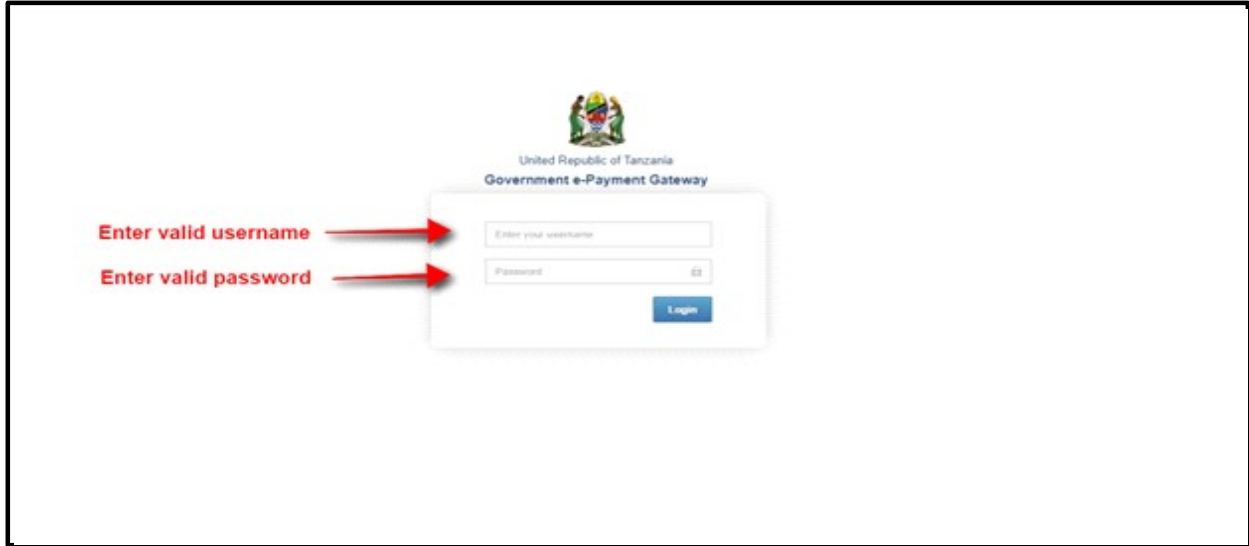 United Republic of Tanzania
Government e-Payment Gateway
Enter valid username
Enter your username
Enter valid password
Password
Login